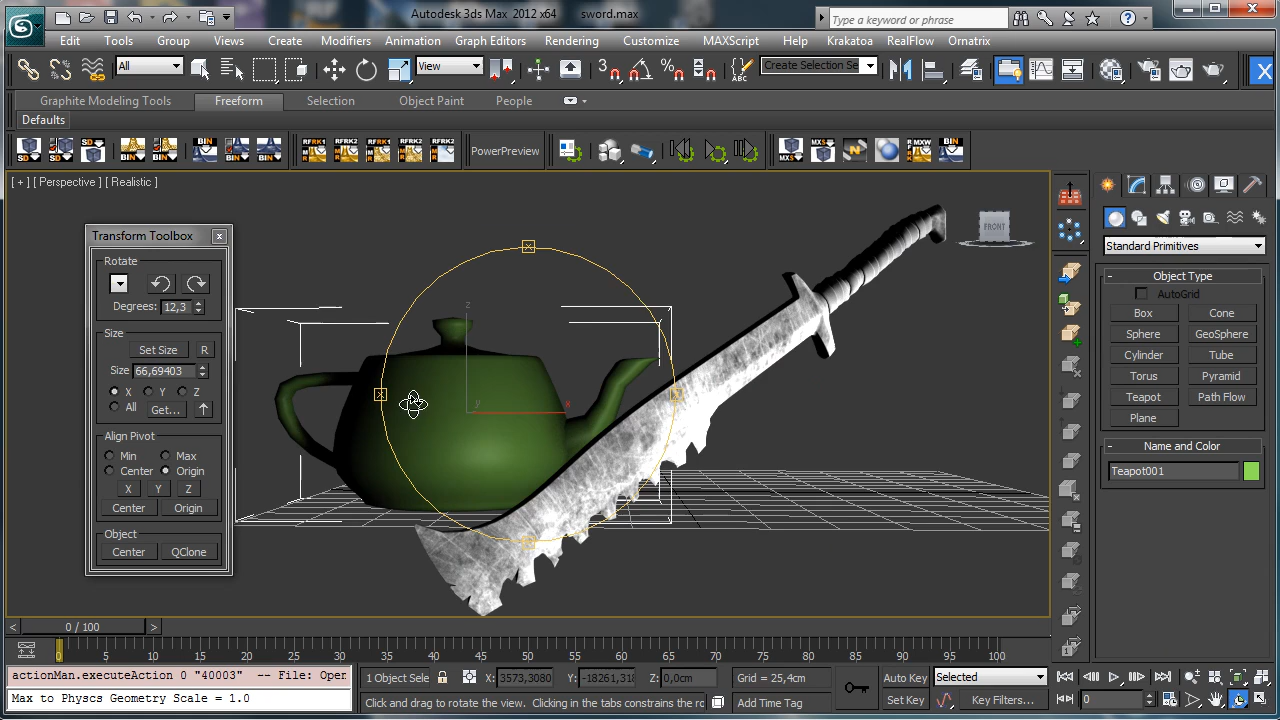 Autodesk 3ds Max 2012 x64 sword.max
Type a keyword or phrase
Edit Tools Group Views Create Modifiers Animation Graph Editors Rendering Customize MAXScript Help Krakatoa RealFlow Ornatrix
All
View
3
Create Selection Se
X
Graphite Modeling Tools Freeform Selection Object Paint People
Defaults
PowerPreview
[ + ] [ Perspective ] [ Realistic ]
FRONT
Transform Toolbox
Rotate
Degrees: 12,3
Size
Set Size R
Size 66,69403
X Y Z
All Get...
Align Pivot
Min Max
Center Origin
X Y Z
Center Origin
Object
Center QClone
z
y
x
Standard Primitives
- Object Type
AutoGrid
Box Cone
Sphere GeoSphere
Cylinder Tube
Torus Pyramid
Teapot Path Flow
Plane
- Name and Color
Teapot001
< 0 / 100 >
0 5 10 15 20 25 30 35 40 45 50 55 60 65 70 75 80 85 90 95 100
actionMan.executeAction 0 "40003" -- File: Oper
Max to Physcs Geometry Scale = 1.0
1 Object Sele
X: 3573,3080 Y: -18261,31 Z: 0,0cm
Grid = 25,4cm
Click and drag to rotate the view. Clicking in the tabs constrains the ro
Add Time Tag
Auto Key Selected
Set Key Key Filters...
0